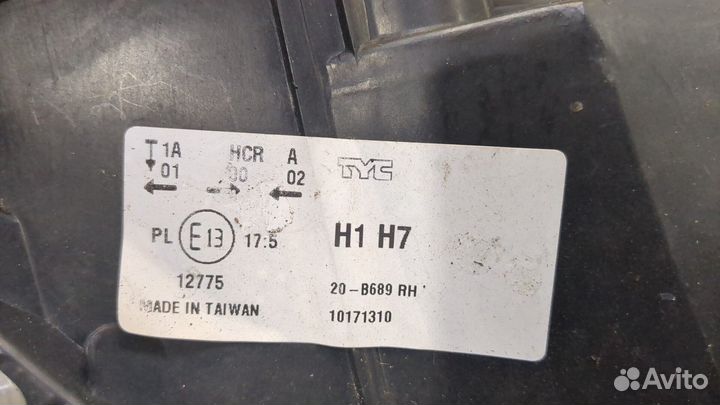 1A HCR A
01 00 02
TYC
PL E13 17:5
H1 H7
12775
20-B689 RH
MADE IN TAIWAN
10171310
Avito